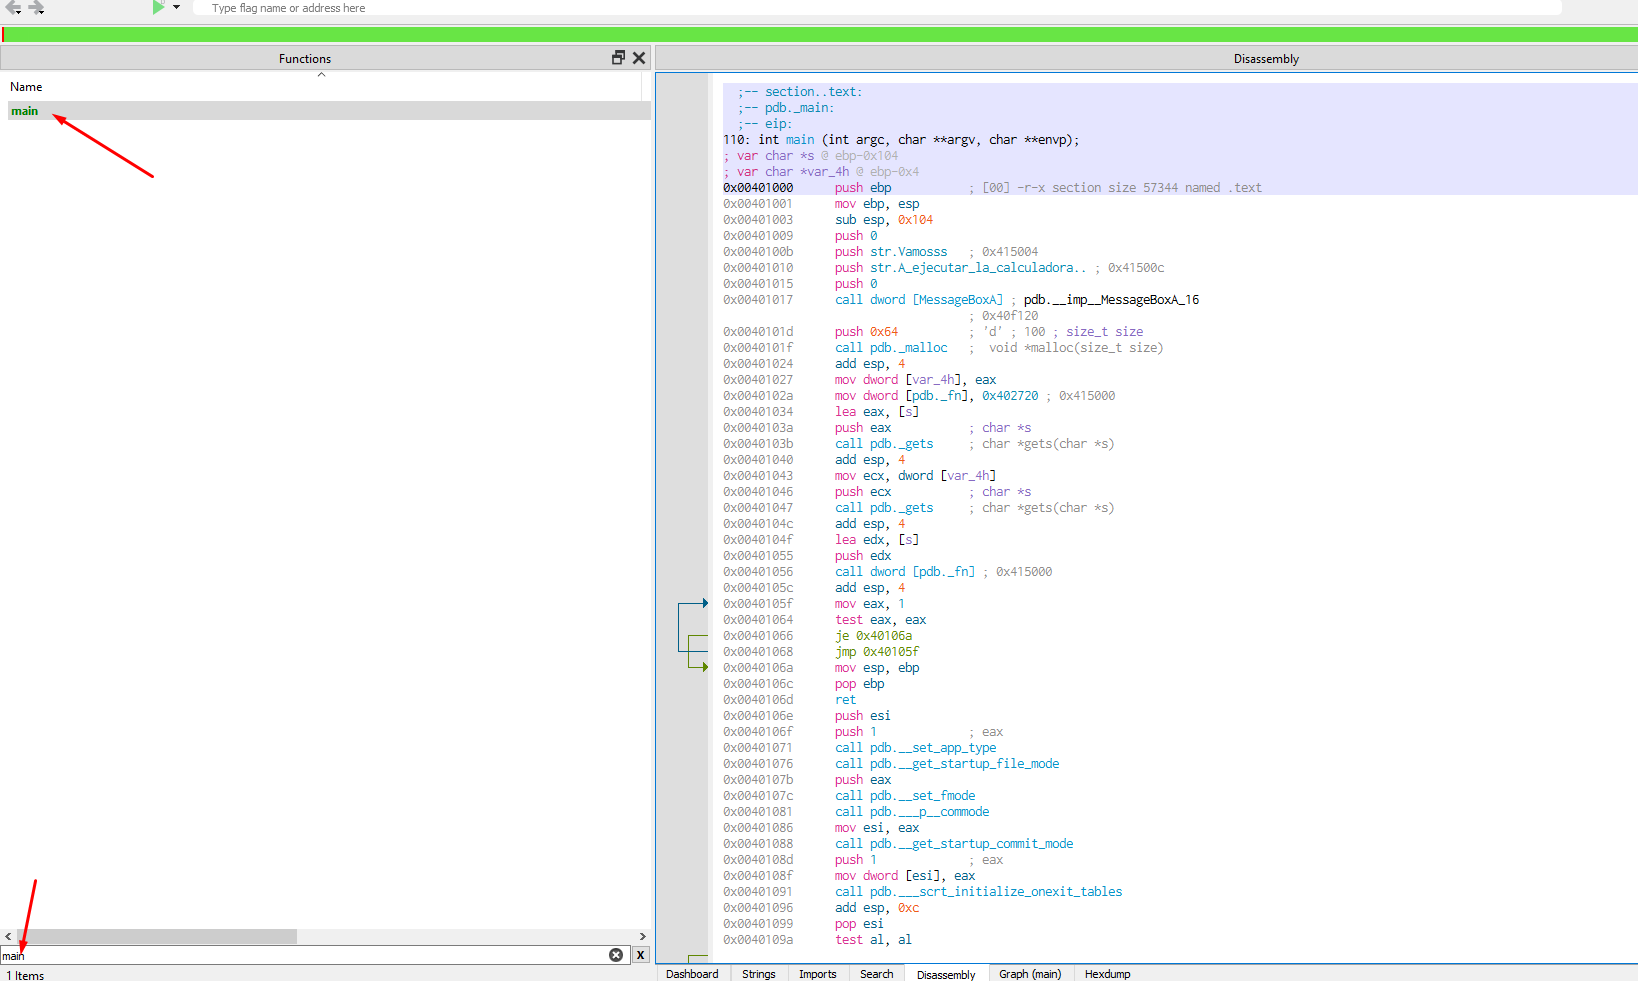 Type flag name or address here
Functions
Disassembly
Name
main
;-- section..text:
;-- pdb._main:
;-- eip:
110: int main (int argc, char **argv, char **envp);
; var char *s @ ebp-0x104
; var char *var_4h @ ebp-0x4
0x00401000 push ebp ; [00] -r-x section size 57344 named .text
0x00401001 mov ebp, esp
0x00401003 sub esp, 0x104
0x00401009 push 0
0x0040100b push str.Vamosss ; 0x415004
0x00401010 push str.A_ejecutar_la_calculadora.. ; 0x41500c
0x00401015 push 0
0x00401017 call dword [MessageBoxA] ; pdb.__imp__MessageBoxA_16
; 0x40f120
0x0040101d push 0x64 ; 'd' ; 100 ; size_t size
0x0040101f call pdb._malloc ; void *malloc(size_t size)
0x00401024 add esp, 4
0x00401027 mov dword [var_4h], eax
0x0040102a mov dword [pdb._fn], 0x402720 ; 0x415000
0x00401034 lea eax, [s]
0x0040103a push eax ; char *s
0x0040103b call pdb._gets ; char *gets(char *s)
0x00401040 add esp, 4
0x00401043 mov ecx, dword [var_4h]
0x00401046 push ecx ; char *s
0x00401047 call pdb._gets ; char *gets(char *s)
0x0040104c add esp, 4
0x0040104f lea edx, [s]
0x00401055 push edx
0x00401056 call dword [pdb._fn] ; 0x415000
0x0040105c add esp, 4
0x0040105f mov eax, 1
0x00401064 test eax, eax
0x00401066 je 0x40106a
0x00401068 jmp 0x40105f
0x0040106a mov esp, ebp
0x0040106c pop ebp
0x0040106d ret
0x0040106e push esi
0x0040106f push 1 ; eax
0x00401071 call pdb.__set_app_type
0x00401076 call pdb.__get_startup_file_mode
0x0040107b push eax
0x0040107c call pdb.__set_fmode
0x00401081 call pdb.___p__commode
0x00401086 mov esi, eax
0x00401088 call pdb.__get_startup_commit_mode
0x0040108d push 1 ; eax
0x0040108f mov dword [esi], eax
0x00401091 call pdb.___scrt_initialize_onexit_tables
0x00401096 add esp, 0xc
0x00401099 pop esi
0x0040109a test al, al
main
X
1 Items
Dashboard Strings Imports Search Disassembly Graph (main) Hexdump